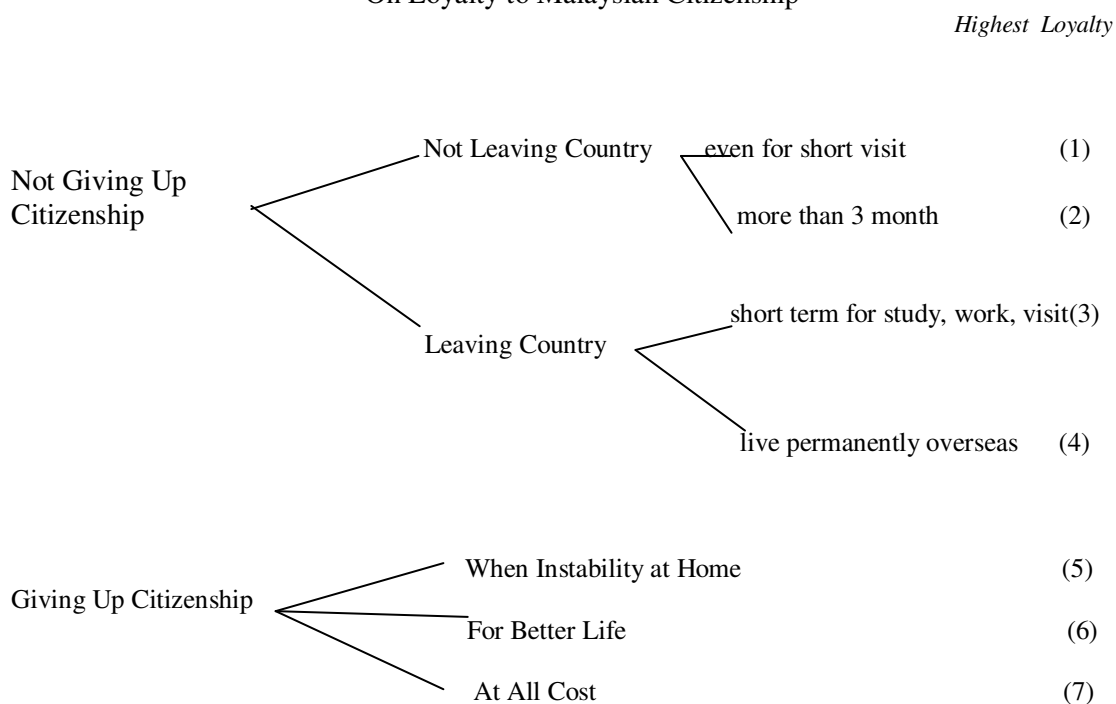 On Loyalty to Malaysian Citizenship
Highest Loyalty
Not Leaving Country even for short visit (1)
Not Giving Up
Citizenship
more than 3 month (2)
short term for study, work, visit(3)
Leaving Country
live permanently overseas (4)
When Instability at Home (5)
Giving Up Citizenship
For Better Life (6)
At All Cost (7)